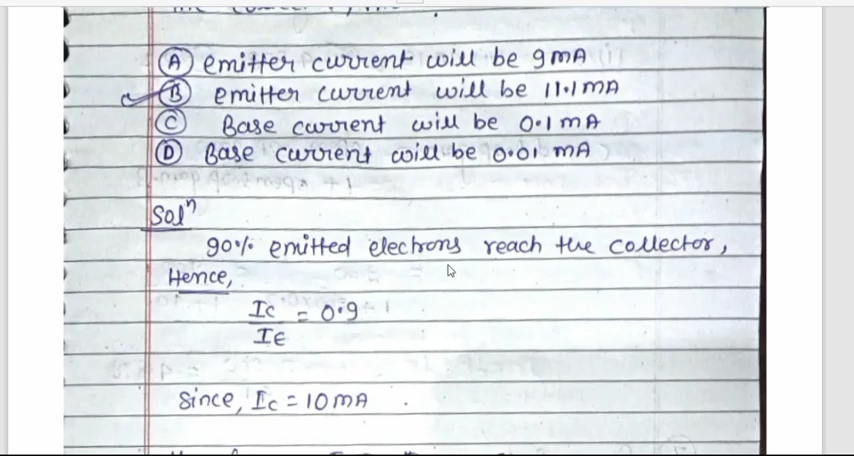 (A) emitter current will be 9mA
(B) emitter current will be 11.1mA
(C) Base current will be 0.1mA
(D) Base current will be 0.01 mA
Solⁿ
90% emitted electrons reach the collector,
Hence,
Ic/IE = 0.9
Since, Ic = 10mA .